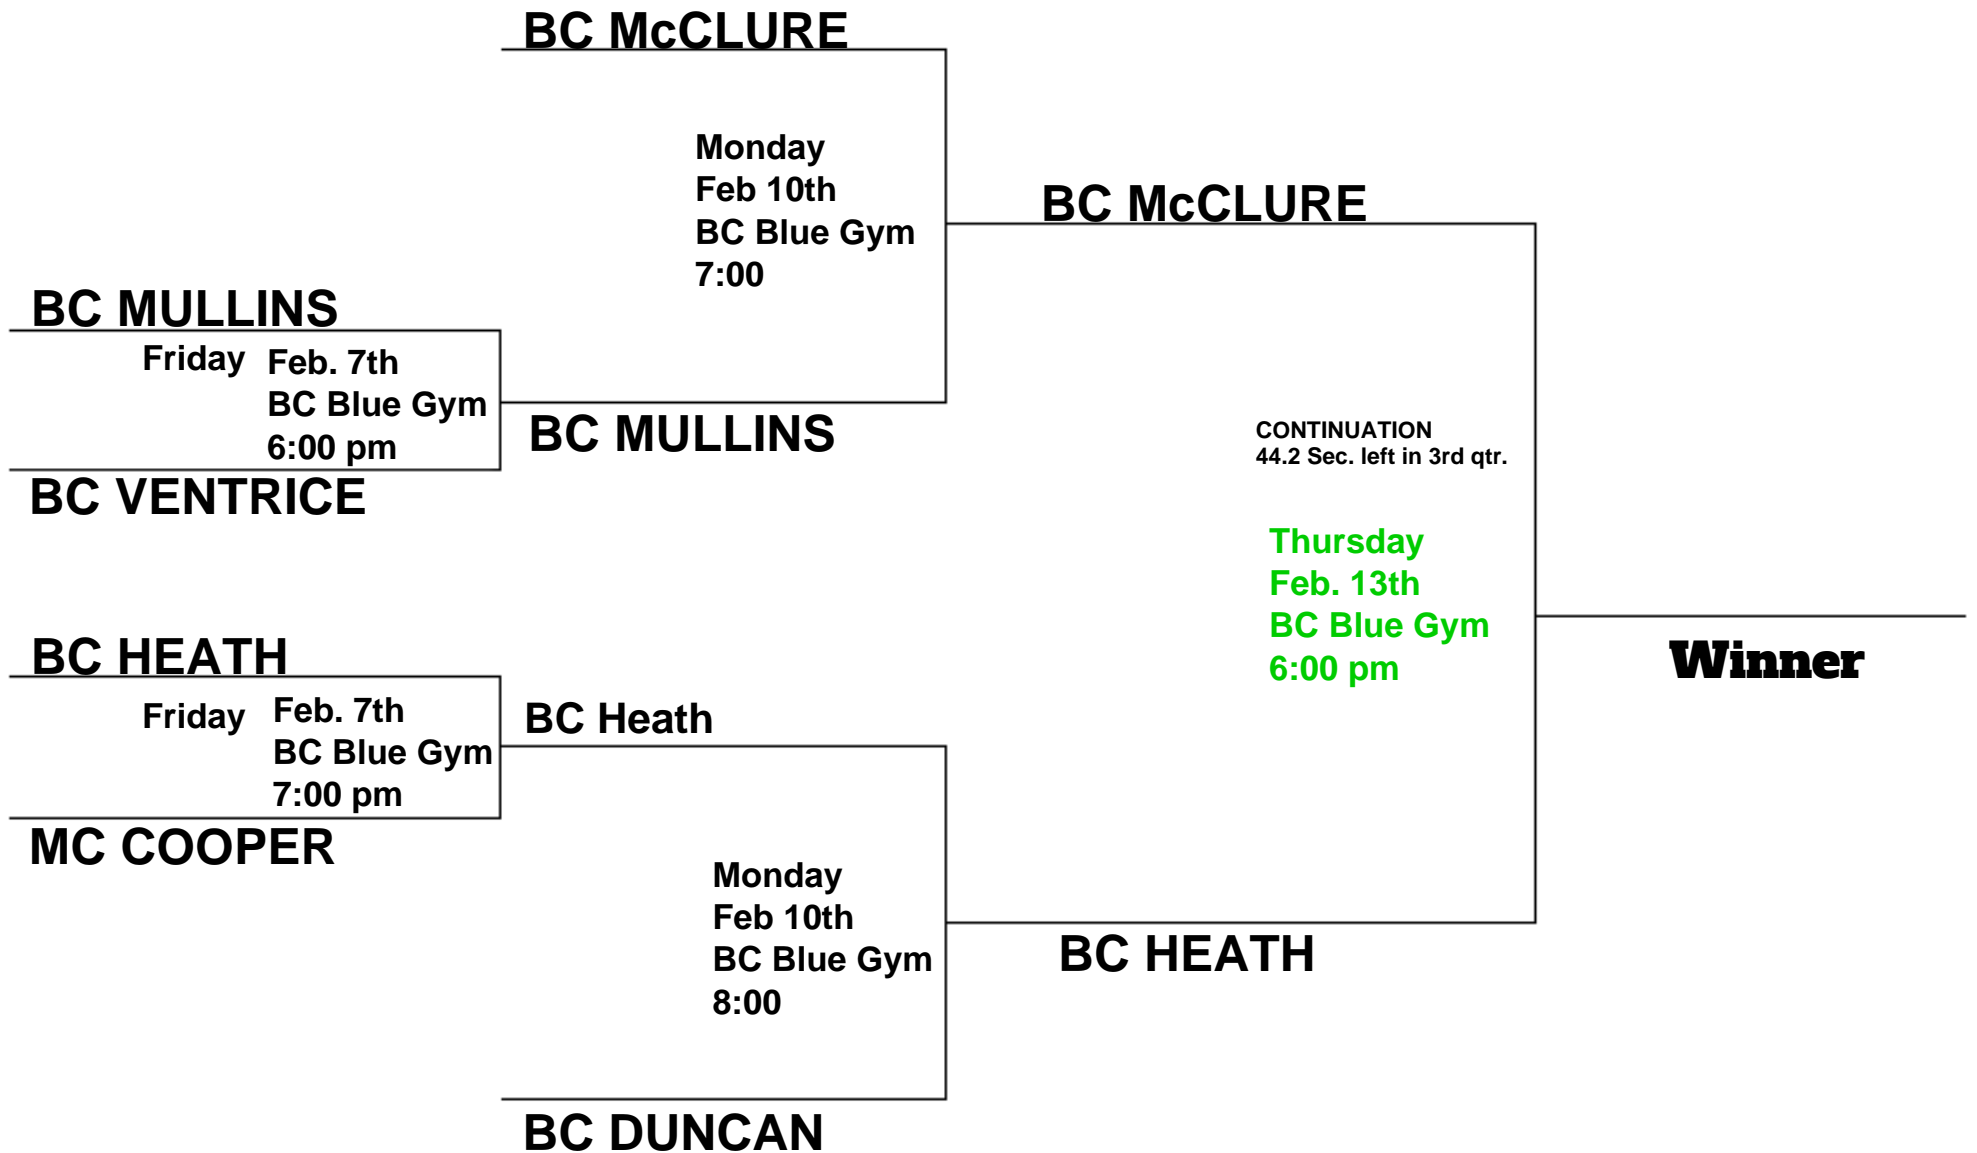 BC McCLURE
Monday
Feb 10th
BC Blue Gym
7:00
BC McCLURE
BC MULLINS
Friday
Feb. 7th
BC Blue Gym
6:00 pm
BC MULLINS
BC VENTRICE
CONTINUATION
44.2 Sec. left in 3rd qtr.
Thursday
Feb. 13th
BC Blue Gym
6:00 pm
Winner
BC HEATH
Friday
Feb. 7th
BC Blue Gym
7:00 pm
BC Heath
MC COOPER
Monday
Feb 10th
BC Blue Gym
8:00
BC HEATH
BC DUNCAN